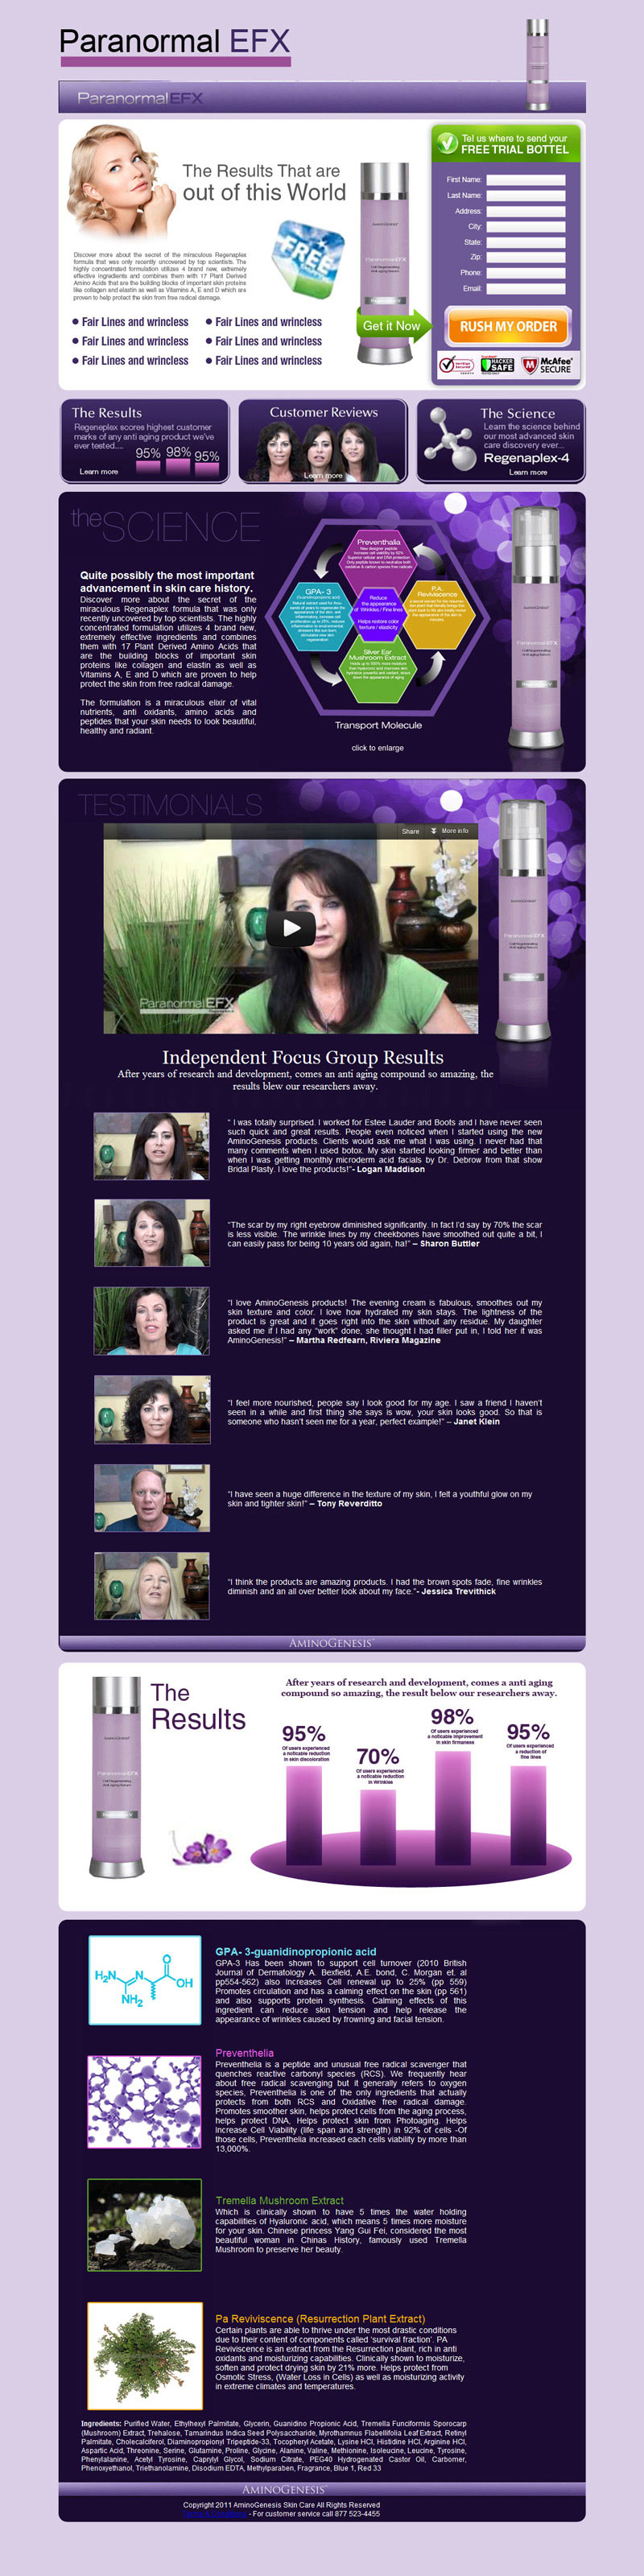 Paranormal EFX
ParanormalEFX
The Results That are
out of this World
FREE
Discover more about the secret of the miraculous Regenaplex
formula that was only recently uncovered by top scientists. The
highly concentrated formulation utilizes 4 brand new, extremely
effective ingredients and combines them with 17 Plant Derived
Amino Acids that are the building blocks of important skin proteins
like collagen and elastin as well as Vitamins A, E and D which are
proven to help protect the skin from free radical damage.
Fair Lines and wrincless
Fair Lines and wrincless
Fair Lines and wrincless
Fair Lines and wrincless
Fair Lines and wrincless
Fair Lines and wrincless
Get it Now
Tell us where to send your
FREE TRIAL BOTTEL
First Name:
Last Name:
Address:
City:
State:
Zip:
Phone:
Email:
RUSH MY ORDER
HACKER
SAFE
McAfee
SECURE
The Results
Regeneplex scores highest customer
marks of any anti aging product we've
ever tested....
95% 98% 95%
Learn more
Customer Reviews
Learn more
The Science
Learn the science behind
our most advanced skin
care discovery ever...
Regenaplex-4
Learn more
the SCIENCE
Quite possibly the most important
advancement in skin care history.
Discover more about the secret of the
miraculous Regenaplex formula that was only
recently uncovered by top scientists. The highly
concentrated formulation utilizes 4 brand new,
extremely effective ingredients and combines
them with 17 Plant Derived Amino Acids that
are the building blocks of important skin
proteins like collagen and elastin as well as
Vitamins A, E and D which are proven to help
protect the skin from free radical damage.
The formulation is a miraculous elixir of vital
nutrients, anti oxidants, amino acids and
peptides that your skin needs to look beautiful,
healthy and radiant.
Preventhalia
GPA- 3
P.A.
Reviviscence
Reduce
the appearance
of Wrinkles / Fine lines
Helps restore color
texture / elasticity
Silver Ear
Mushroom Extract
Transport Molecule
click to enlarge
TESTIMONIALS
Share
More info
ParanormalEFX
Independent Focus Group Results
After years of research and development, comes an anti aging compound so amazing, the
results blew our researchers away.
" I was totally surprised. I worked for Estee Lauder and Boots and I have never seen
such quick and great results. People even noticed when I started using the new
AminoGenesis products. Clients would ask me what I was using. I never had that
many comments when I used botox. My skin started looking firmer and better than
when I was getting monthly microderm acid facials by Dr. Debrow from that show
Bridal Plasty. I love the products!"- Logan Maddison
"The scar by my right eyebrow diminished significantly. In fact I'd say by 70% the scar
is less visible. The wrinkle lines by my cheekbones have smoothed out quite a bit, I
can easily pass for being 10 years old again, ha!" – Sharon Buttler
"I love AminoGenesis products! The evening cream is fabulous, smoothes out my
skin texture and color. I love how hydrated my skin stays. The lightness of the
product is great and it goes right into the skin without any residue. My daughter
asked me if I had any "work" done, she thought I had filler put in, I told her it was
AminoGenesis!" – Martha Redfearn, Riviera Magazine
"I feel more nourished, people say I look good for my age. I saw a friend I haven't
seen in a while and first thing she says is wow, your skin looks good. So that is
someone who hasn't seen me for a year, perfect example!" – Janet Klein
"I have seen a huge difference in the texture of my skin, I felt a youthful glow on my
skin and tighter skin!" – Tony Reverditto
"I think the products are amazing products. I had the brown spots fade, fine wrinkles
diminish and an all over better look about my face."- Jessica Trevithick
AMINOGENESIS
The
Results
After years of research and development, comes a anti aging
compound so amazing, the result below our researchers away.
95%
Of users experienced
a noticable reduction
in skin discoloration
70%
Of users experienced
a noticable reduction
in Wrinkles
98%
Of users experienced
a noticable improvement
in skin firmaness
95%
Of users experienced
a reduction of
fine lines
H₂N
N
NH₂
O
OH
GPA- 3-guanidinopropionic acid
GPA-3 Has been shown to support cell turnover (2010 British
Journal of Dermatology A. Bexfield, A.E. bond, C. Morgan et. al
pp554-562) also Increases Cell renewal up to 25% (pp 559)
Promotes circulation and has a calming effect on the skin (pp 561)
and also supports protein synthesis. Calming effects of this
ingredient can reduce skin tension and help release the
appearance of wrinkles caused by frowning and facial tension.
Preventhelia
Preventhelia is a peptide and unusual free radical scavenger that
quenches reactive carbonyl species (RCS). We frequently hear
about free radical scavenging but it generally refers to oxygen
species, Preventhelia is one of the only ingredients that actually
protects from both RCS and Oxidative free radical damage.
Promotes smoother skin, helps protect cells from the aging process,
helps protect DNA, Helps protect skin from Photoaging. Helps
Increase Cell Viability (life span and strength) in 92% of cells -Of
those cells, Preventhelia increased each cells viability by more than
13,000%.
Tremella Mushroom Extract
Which is clinically shown to have 5 times the water holding
capabilities of Hyaluronic acid, which means 5 times more moisture
for your skin. Chinese princess Yang Gui Fei, considered the most
beautiful woman in Chinas History, famously used Tremella
Mushroom to preserve her beauty.
Pa Reviviscence (Resurrection Plant Extract)
Certain plants are able to thrive under the most drastic conditions
due to their content of components called 'survival fraction'. PA
Reviviscence is an extract from the Resurrection plant, rich in anti
oxidants and moisturizing capabilities. Clinically shown to moisturize,
soften and protect drying skin by 21% more. Helps protect from
Osmotic Stress, (Water Loss in Cells) as well as moisturizing activity
in extreme climates and temperatures.
Ingredients: Purified Water, Ethylhexyl Palmitate, Glycerin, Guanidino Propionic Acid, Tremella Funciformis Sporocarp
(Mushroom) Extract, Trehalose, Tamarindus Indica Seed Polysaccharide, Myrothamnus Flabellifolia Leaf Extract, Retinyl
Palmitate, Cholecalciferol, Diaminopropionyl Tripeptide-33, Tocopheryl Acetate, Lysine HCl, Histidine HCl, Arginine HCl,
Aspartic Acid, Threonine, Serine, Glutamine, Proline, Glycine, Alanine, Valine, Methionine, Isoleucine, Leucine, Tyrosine,
Phenylalanine, Acetyl Tyrosine, Caprylyl Glycol, Sodium Citrate, PEG40 Hydrogenated Castor Oil, Carbomer,
Phenoxyethanol, Triethanolamine, Disodium EDTA, Methylparaben, Fragrance, Blue 1, Red 33
AMINOGENESIS
Copyright 2011 AminoGenesis Skin Care All Rights Reserved
- For customer service call 877 523-4455